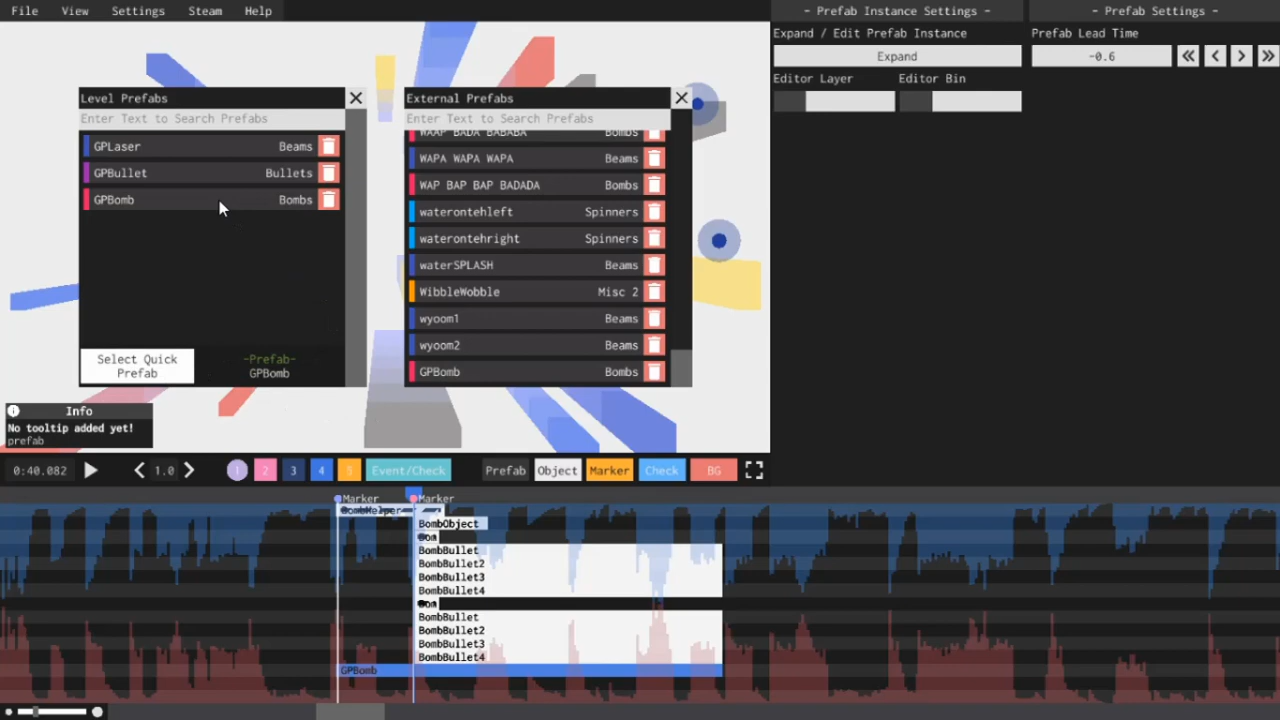 File View Settings Steam Help
- Prefab Instance Settings -
- Prefab Settings -
Expand / Edit Prefab Instance
Prefab Lead Time
Expand
-0.6
Editor Layer
Editor Bin
Level Prefabs
Enter Text to Search Prefabs
GPLaser Beams
GPBullet Bullets
GPBomb Bombs
Select Quick
Prefab
-Prefab-
GPBomb
External Prefabs
Enter Text to Search Prefabs
WAAP BADA BABABA Bombs
WAPA WAPA WAPA Beams
WAP BAP BAP BADADA Bombs
waterontehleft Spinners
waterontehright Spinners
waterSPLASH Beams
WibbleWobble Misc 2
wyoom1 Beams
wyoom2 Beams
GPBomb Bombs
Info
No tooltip added yet!
prefab
0:40.082 1.0 1 2 3 4 5 Event/Check Prefab Object Marker Check BG
Marker Marker
BombHelper
BombObject
BombBullet
BombBullet2
BombBullet3
BombBullet4
BombBullet
BombBullet2
BombBullet3
BombBullet4
GPBomb